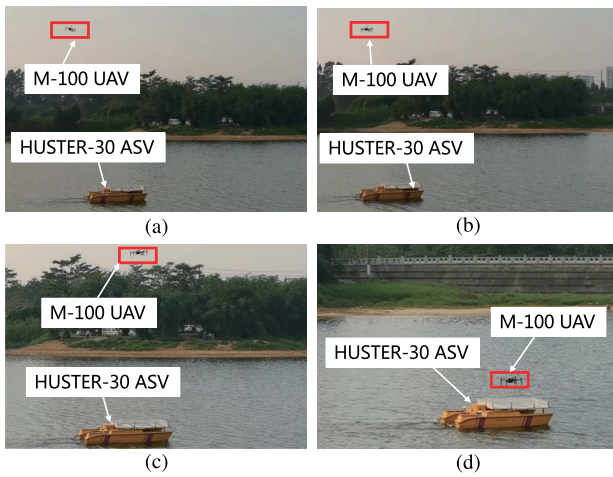 M-100 UAV
HUSTER-30 ASV
(a)
M-100 UAV
HUSTER-30 ASV
(b)
M-100 UAV
HUSTER-30 ASV
(c)
M-100 UAV
HUSTER-30 ASV
(d)